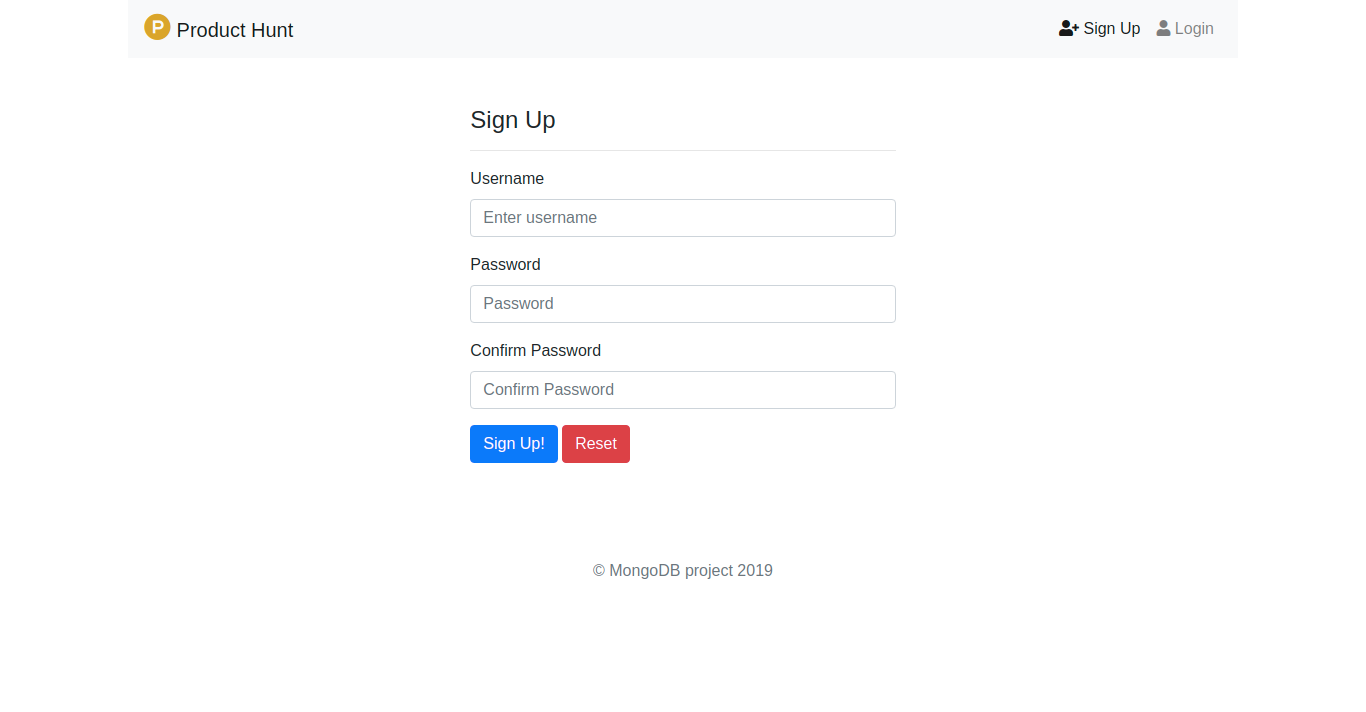 P Product Hunt
Sign Up
Login
Sign Up
Username
Enter username
Password
Password
Confirm Password
Confirm Password
Sign Up! Reset
© MongoDB project 2019